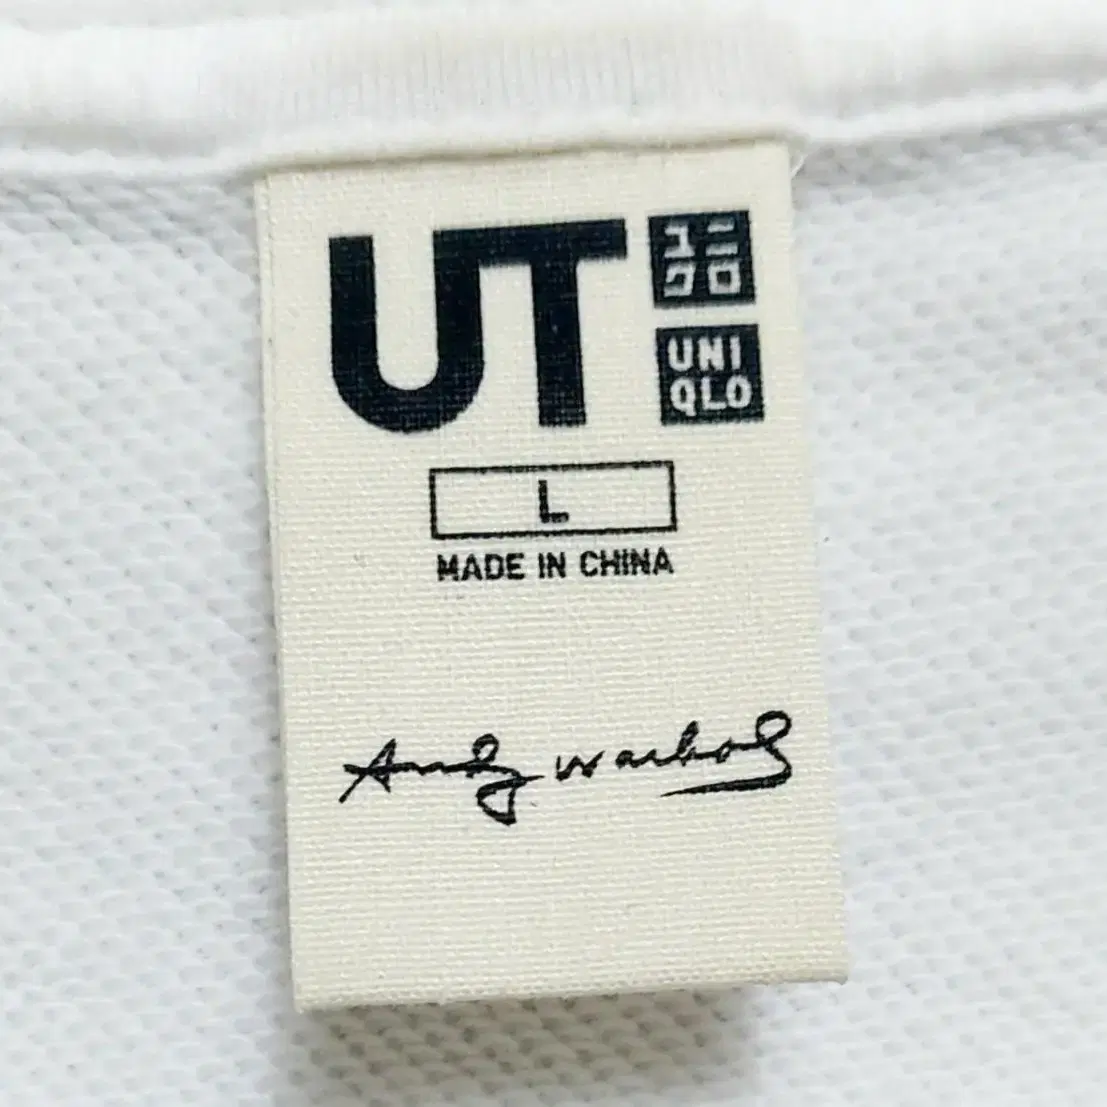 UT
ユニ
クロ
UNI
QLO
L
MADE IN CHINA
Andy Warhol